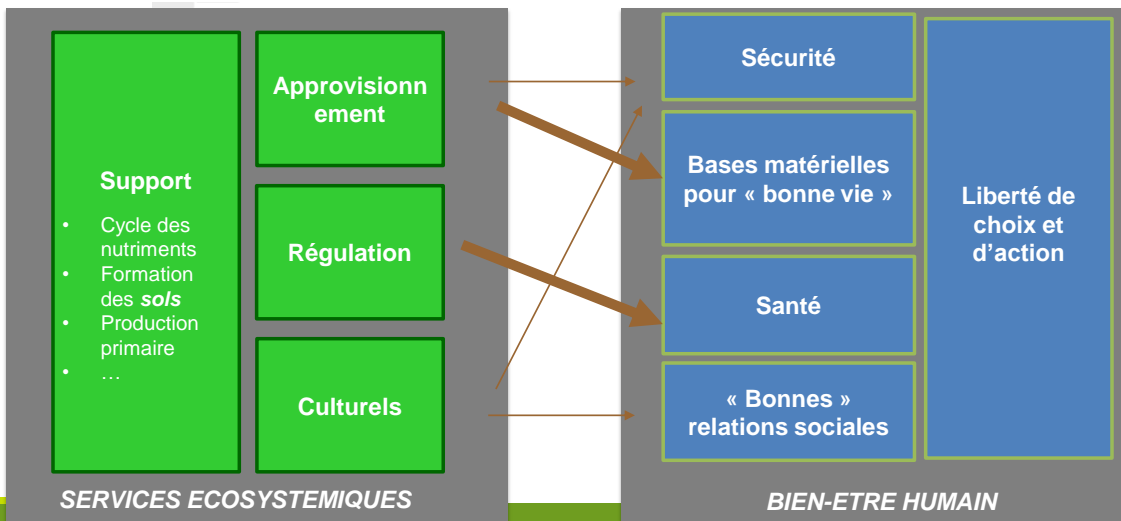 Support
• Cycle des
nutriments
• Formation
des sols
• Production
primaire
• …
Approvisionn
ement
Régulation
Culturels
SERVICES ECOSYSTEMIQUES
Sécurité
Bases matérielles
pour « bonne vie »
Santé
« Bonnes »
relations sociales
Liberté de
choix et
d’action
BIEN-ETRE HUMAIN